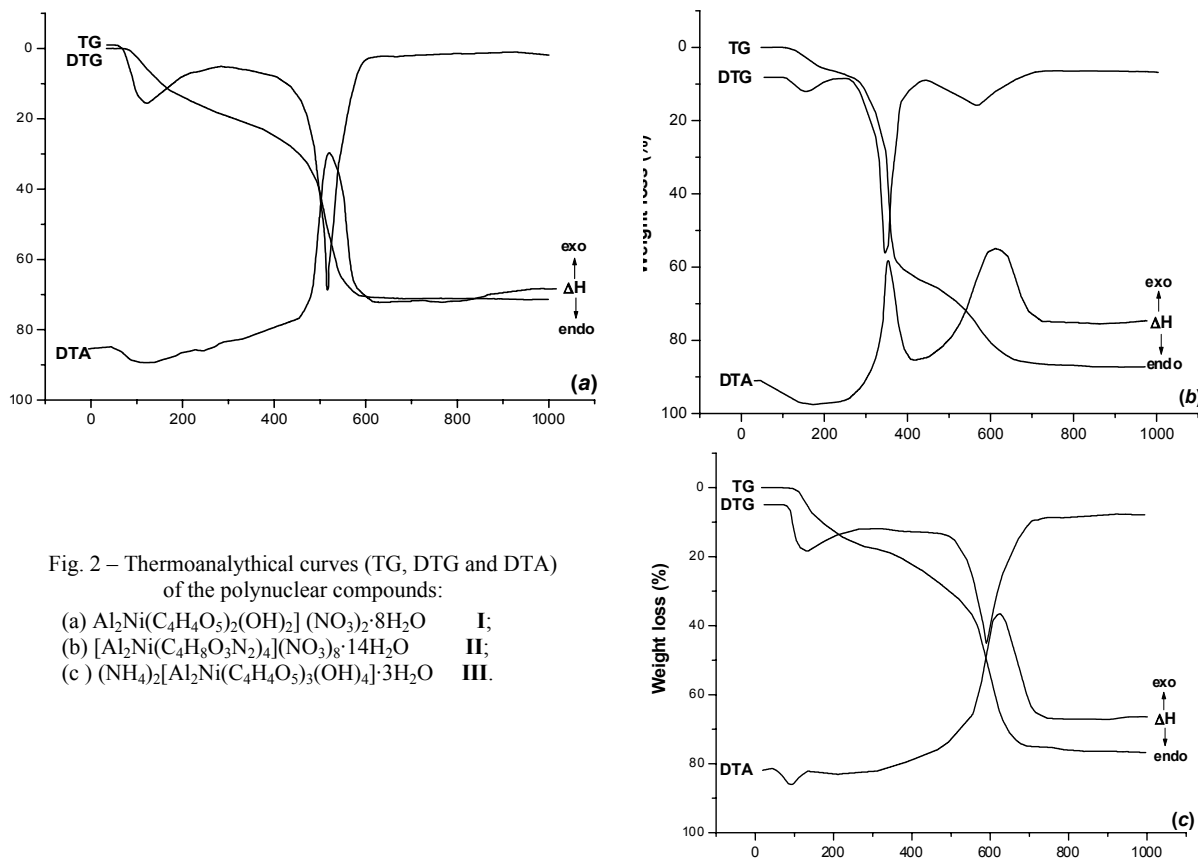 TG
DTG
0
20
40
60
80
100
DTA
exo
ΔH
endo
(a)
0 200 400 600 800 1000
Weight loss (%)
0
20
40
60
80
100
TG
DTG
DTA
exo
ΔH
endo
(b)
0 200 400 600 800 1000
Fig. 2 – Thermoanalythical curves (TG, DTG and DTA)
of the polynuclear compounds:
(a) Al₂Ni(C₄H₄O₅)₂(OH)₂] (NO₃)₂·8H₂O I;
(b) [Al₂Ni(C₄H₈O₃N₂)₄](NO₃)₈·14H₂O II;
(c ) (NH₄)₂[Al₂Ni(C₄H₄O₅)₃(OH)₄]·3H₂O III.
Weight loss (%)
0
20
40
60
80
100
TG
DTG
DTA
exo
ΔH
endo
(c)
0 200 400 600 800 1000